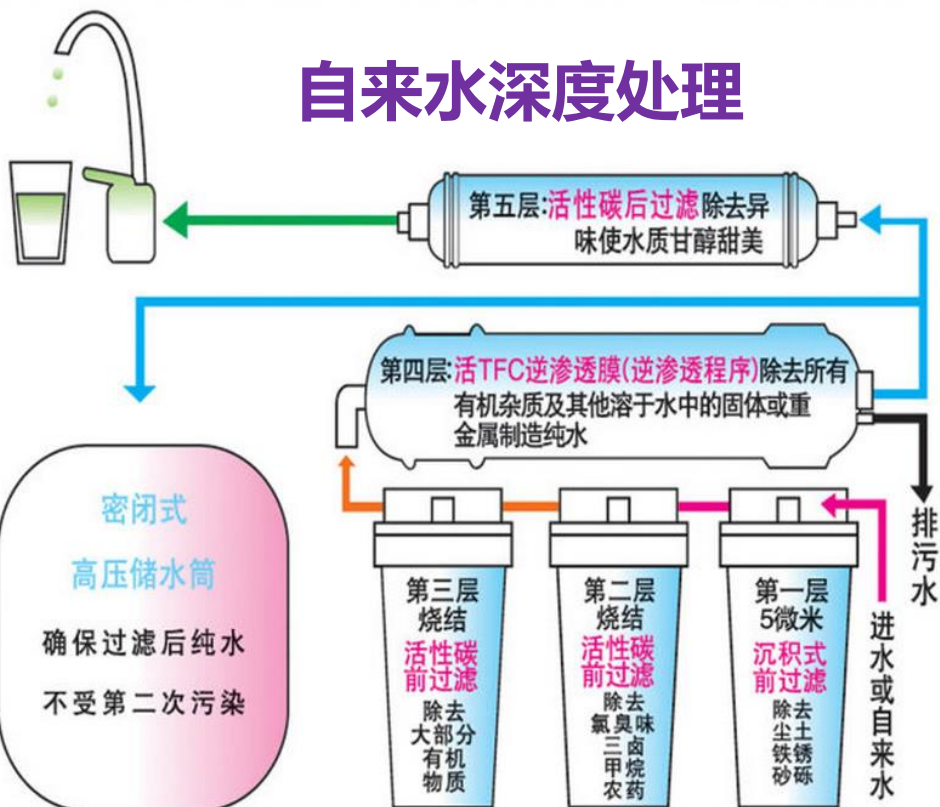 自来水深度处理
第五层:活性碳后过滤除去异
味使水质甘醇甜美
第四层:活TFC逆渗透膜(逆渗透程序)除去所有
有机杂质及其他溶于水中的固体或重
金属制造纯水
密闭式
高压储水筒
确保过滤后纯水
不受第二次污染
第三层
烧结
活性碳
前过滤
除去
大部分
有机
物质
第二层
烧结
活性碳
前过滤
除去
氯臭味
三卤
甲烷
农药
第一层
5微米
沉积式
前过滤
除去
尘土
铁锈
砂砾
进水或自来水
排污水